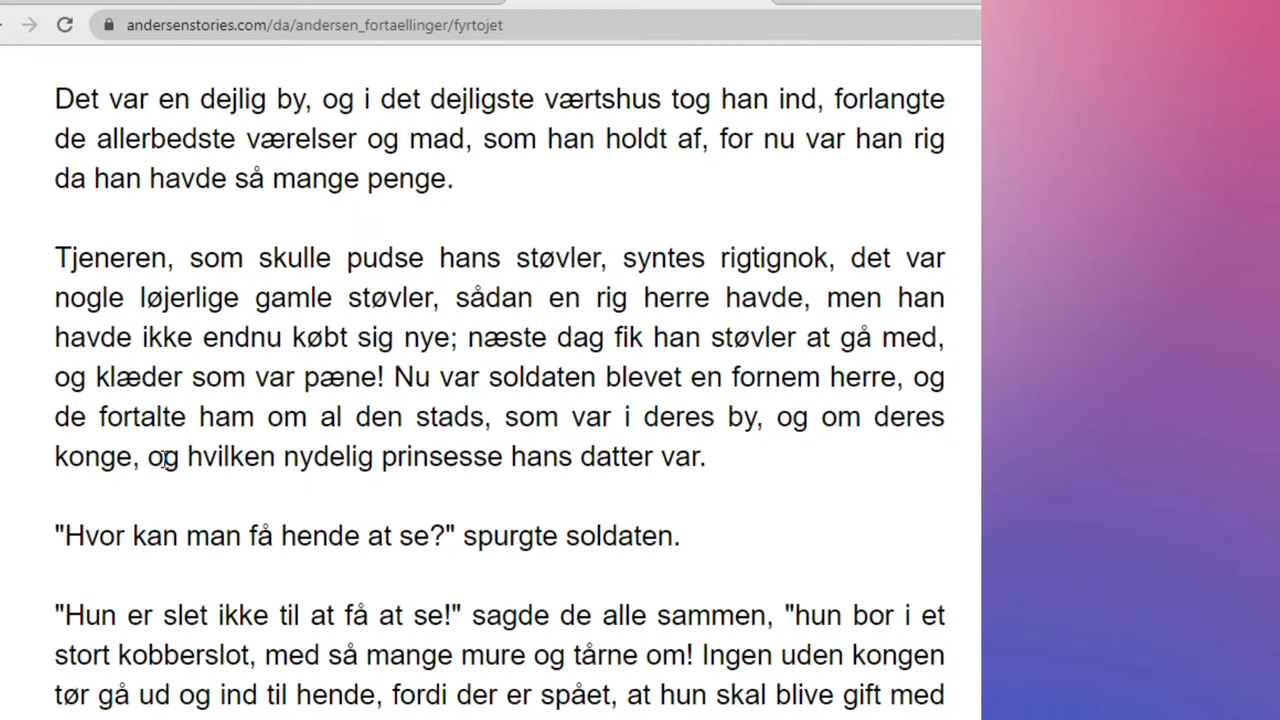 andersenstories.com/da/andersen_fortaellinger/fyrtojet
Det var en dejlig by, og i det dejligste værtshus tog han ind, forlangte
de allerbedste værelser og mad, som han holdt af, for nu var han rig
da han havde så mange penge.
Tjeneren, som skulle pudse hans støvler, syntes rigtignok, det var
nogle løjerlige gamle støvler, sådan en rig herre havde, men han
havde ikke endnu købt sig nye; næste dag fik han støvler at gå med,
og klæder som var pæne! Nu var soldaten blevet en fornem herre, og
de fortalte ham om al den stads, som var i deres by, og om deres
konge, og hvilken nydelig prinsesse hans datter var.
"Hvor kan man få hende at se?" spurgte soldaten.
"Hun er slet ikke til at få at se!" sagde de alle sammen, "hun bor i et
stort kobberslot, med så mange mure og tårne om! Ingen uden kongen
tør gå ud og ind til hende, fordi der er spået, at hun skal blive gift med